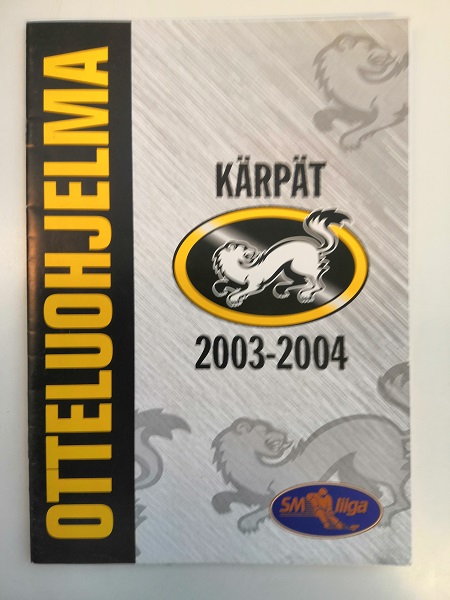 OTTELUOHJELMA
KÄRPÄT
2003-2004
SM liiga